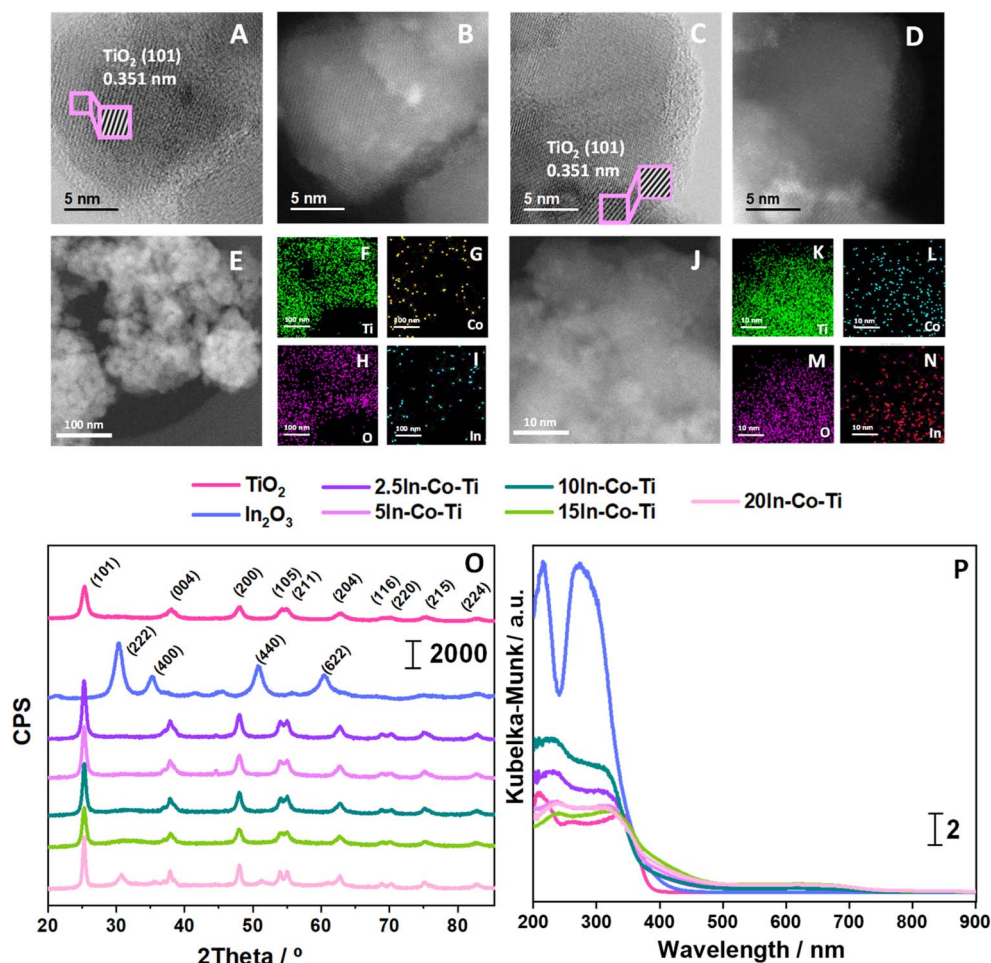 A
TiO₂ (101)
0.351 nm
5 nm
B
5 nm
C
TiO₂ (101)
0.351 nm
5 nm
D
5 nm
E
100 nm
F
100 nm
Ti
G
100 nm
Co
H
100 nm
O
I
100 nm
In
J
10 nm
K
10 nm
Ti
L
10 nm
Co
M
10 nm
O
N
10 nm
In
TiO₂ 2.5In-Co-Ti 10In-Co-Ti 20In-Co-Ti
In₂O₃ 5In-Co-Ti 15In-Co-Ti
O
(101) (004) (200) (105) (211) (204) (116) (220) (215) (224)
(222) (400) (440) (622)
2000
CPS
20 30 40 50 60 70 80
2Theta / º
P
Kubelka-Munk / a.u.
2
200 300 400 500 600 700 800 900
Wavelength / nm